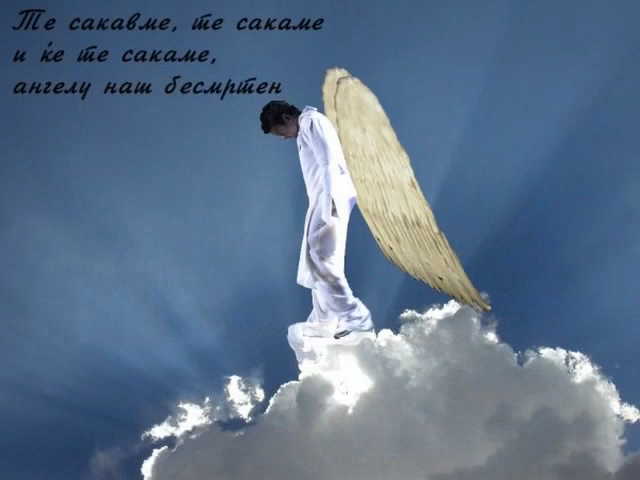 Те сакавме, те сакаме
и ќе те сакаме,
ангелу наш бесмртен